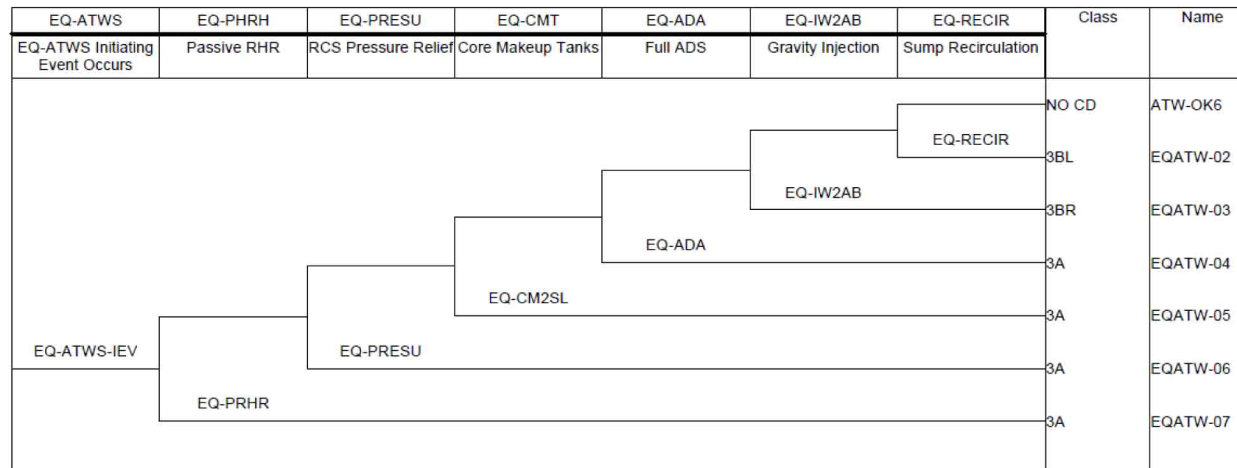 EQ-ATWS EQ-PHRH EQ-PRESU EQ-CMT EQ-ADA EQ-IW2AB EQ-RECIR Class Name
EQ-ATWS Initiating Passive RHR RCS Pressure Relief Core Makeup Tanks Full ADS Gravity Injection Sump Recirculation
Event Occurs
NO CD ATW-OK6
EQ-RECIR
3BL EQATW-02
EQ-IW2AB
3BR EQATW-03
EQ-ADA
3A EQATW-04
EQ-CM2SL
3A EQATW-05
EQ-ATWS-IEV EQ-PRESU
3A EQATW-06
EQ-PRHR
3A EQATW-07